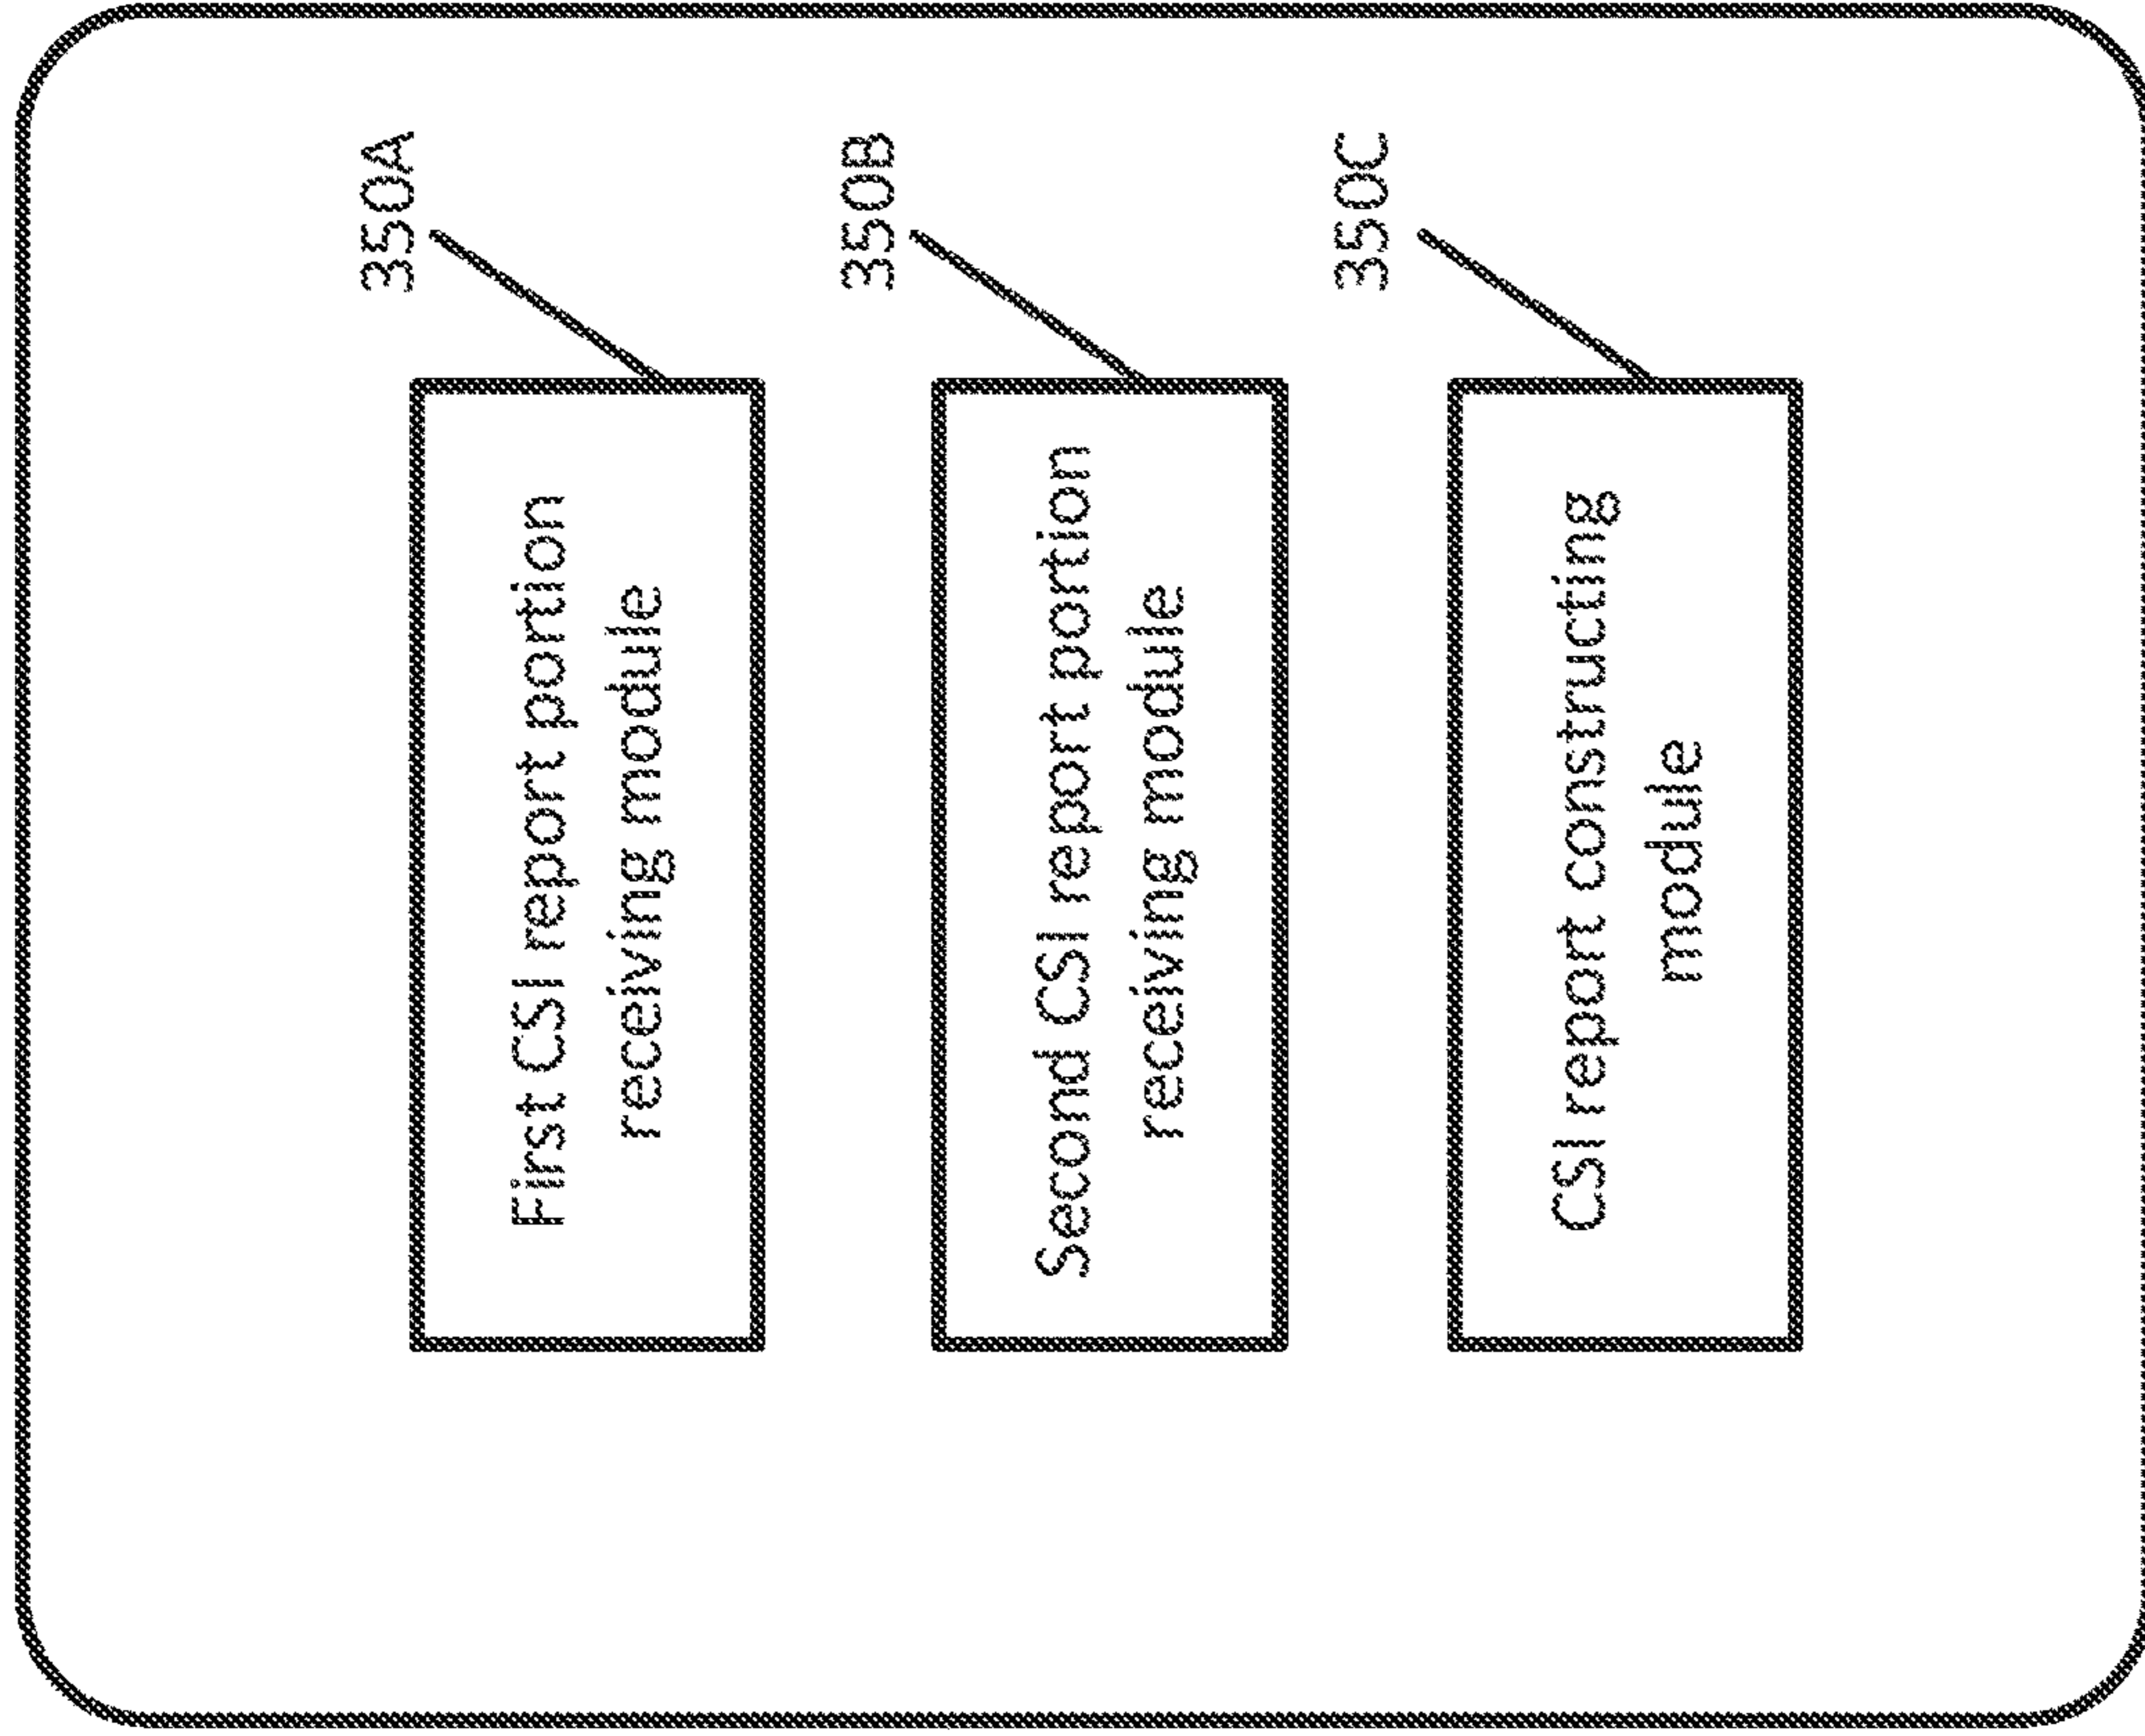 350A
First CSI report portion
receiving module
350B
Second CSI report portion
receiving module
350C
CSI report constructing
module